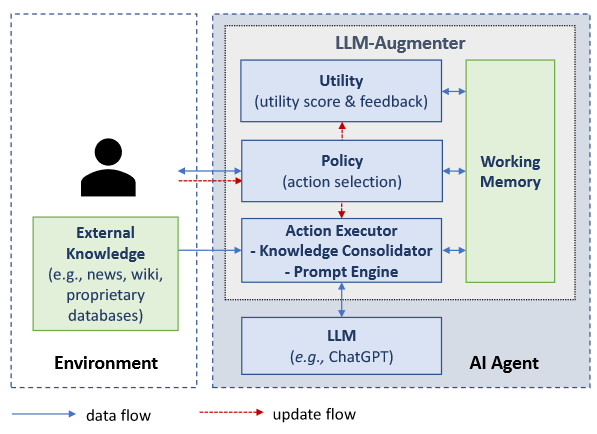 LLM-Augmenter
Utility
(utility score & feedback)
Policy
(action selection)
Working
Memory
External
Knowledge
(e.g., news, wiki,
proprietary
databases)
Action Executor
- Knowledge Consolidator
- Prompt Engine
LLM
(e.g., ChatGPT)
Environment
AI Agent
data flow
update flow